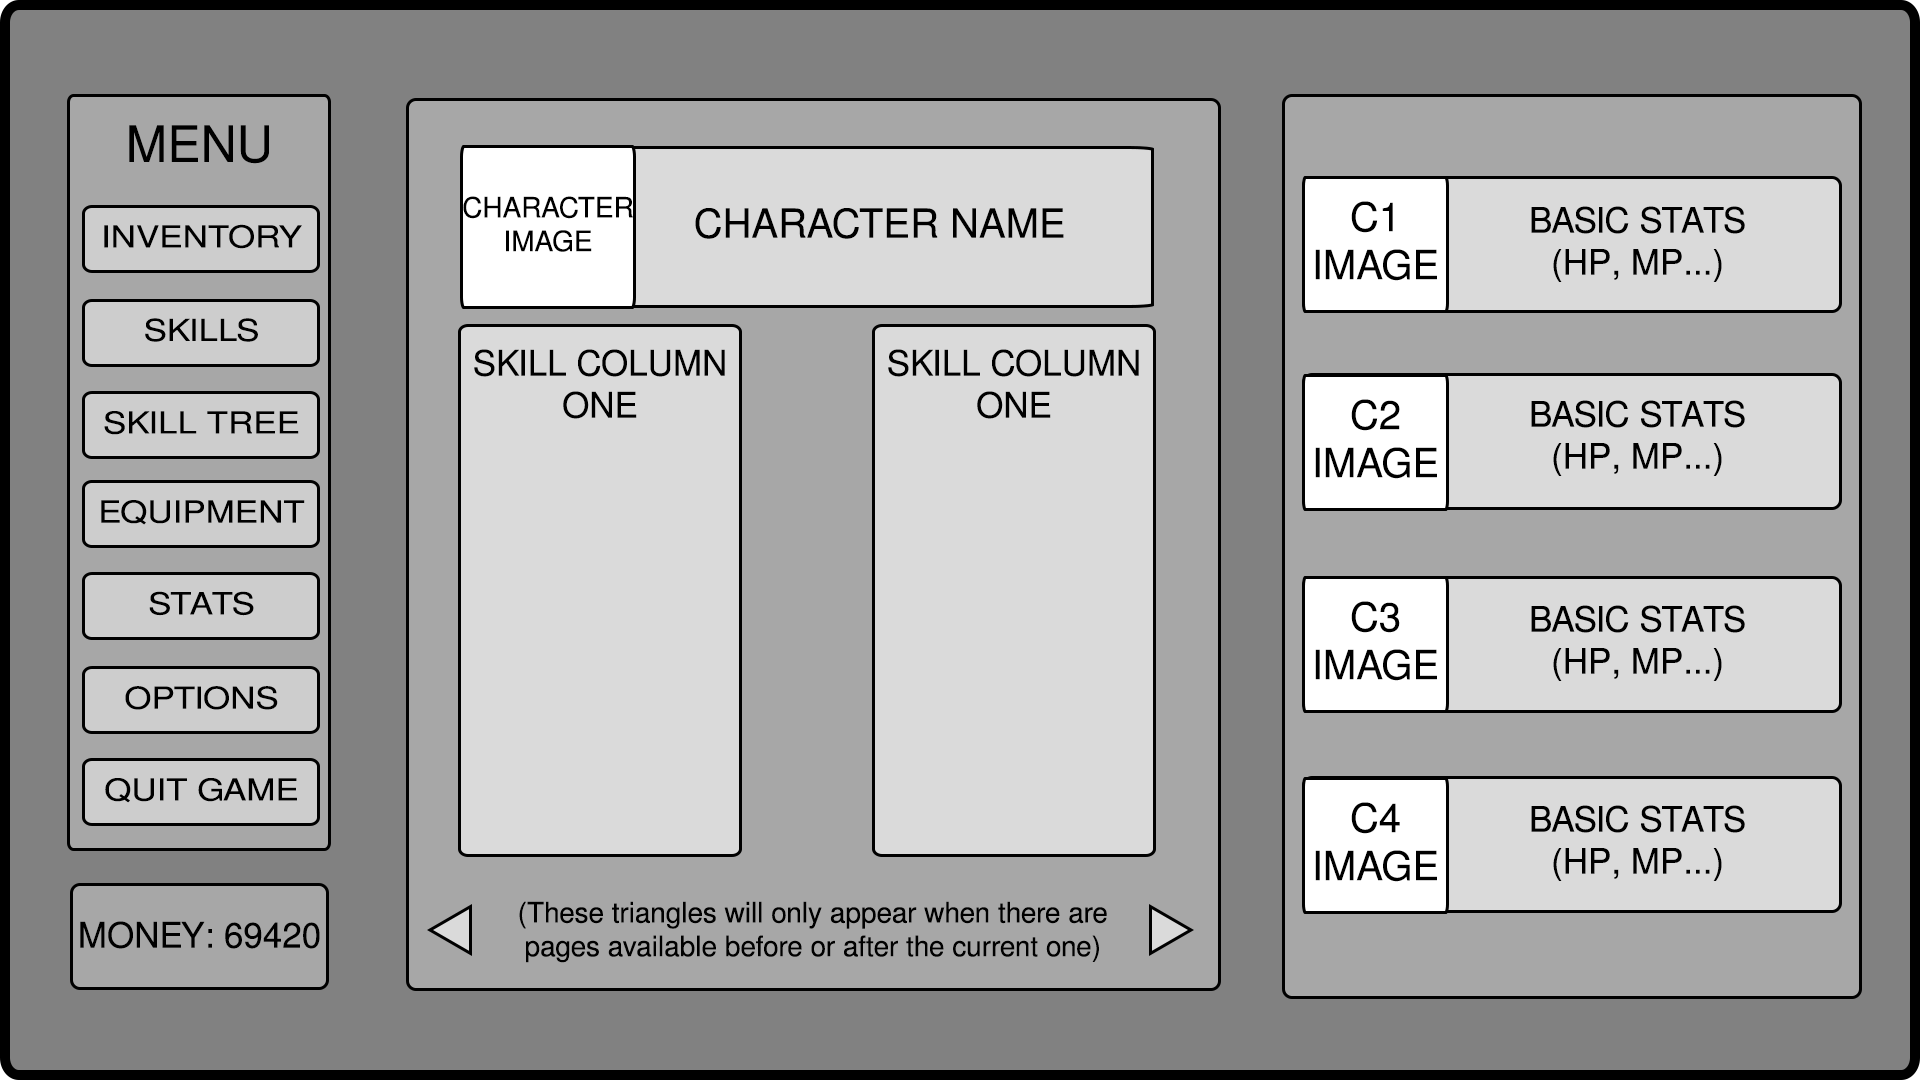 MENU
INVENTORY
SKILLS
SKILL TREE
EQUIPMENT
STATS
OPTIONS
QUIT GAME
MONEY: 69420
CHARACTER
IMAGE
CHARACTER NAME
SKILL COLUMN
ONE
SKILL COLUMN
ONE
(These triangles will only appear when there are
pages available before or after the current one)
C1
IMAGE
BASIC STATS
(HP, MP...)
C2
IMAGE
BASIC STATS
(HP, MP...)
C3
IMAGE
BASIC STATS
(HP, MP...)
C4
IMAGE
BASIC STATS
(HP, MP...)